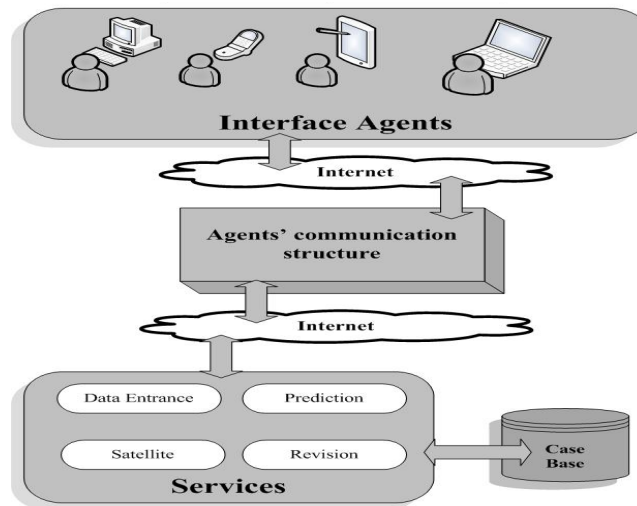 Interface Agents
Internet
Agents' communication
structure
Internet
Data Entrance
Prediction
Satellite
Revision
Services
Case
Base